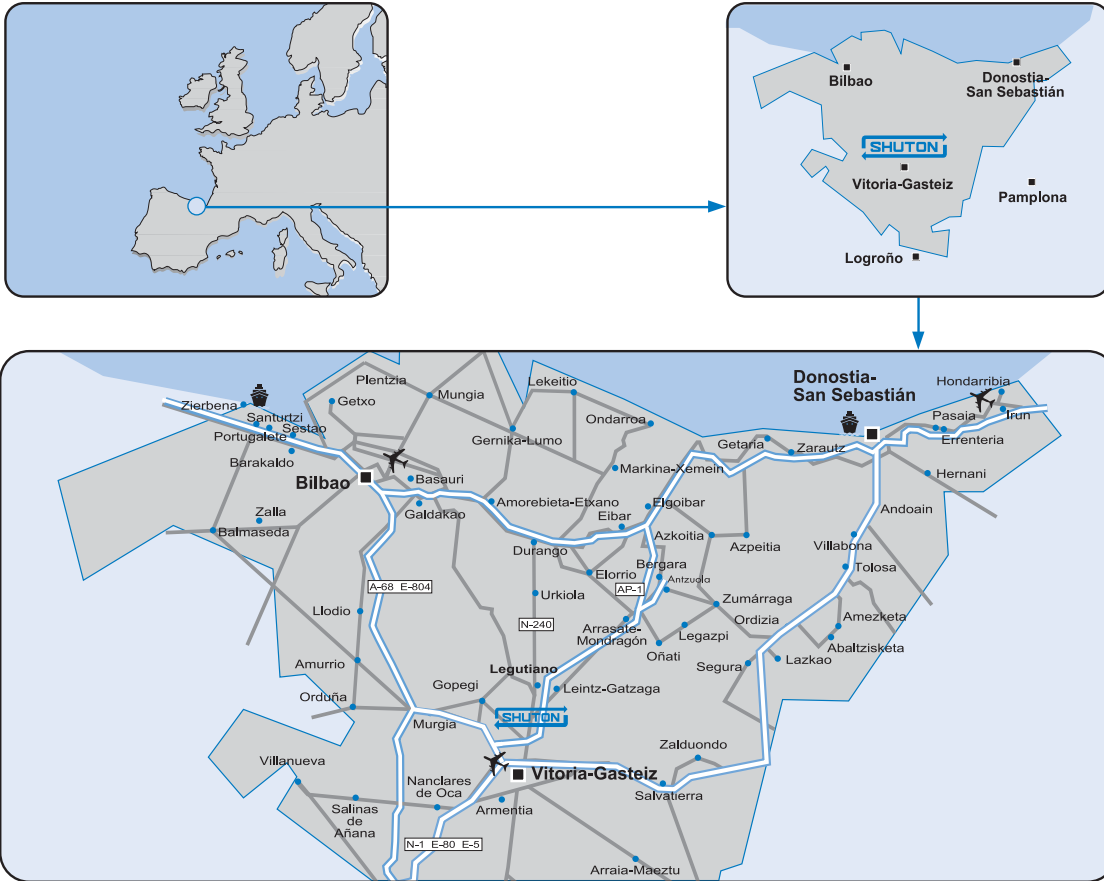 Bilbao
Donostia-
San Sebastián
SHUTON
Vitoria-Gasteiz
Pamplona
Logroño
Donostia-
San Sebastián
Hondarribia
Plentzia
Lekeitio
Zierbena
Getxo
Mungia
Santurtzi
Sestao
Portugalete
Ondarroa
Pasaia
Irun
Errenteria
Gernika-Lumo
Getaria
Zarautz
Barakaldo
Markina-Xemein
Hernani
Bilbao
Basauri
Amorebieta-Etxano
Elgoibar
Galdakao
Zalla
Eibar
Andoain
Balmaseda
Azkoitia
Azpeitia
Villabona
Durango
Bergara
Elorrio
Antzuola
Tolosa
A-68 E-804
AP-1
Urkiola
Zumárraga
Llodio
N-240
Ordizia
Amezketa
Arrasate-
Mondragón
Legazpi
Abaltzisketa
Oñati
Amurrio
Segura
Lazkao
Legutiano
Gopegi
Leintz-Gatzaga
Orduña
SHUTON
Murgia
Zalduondo
Villanueva
Vitoria-Gasteiz
Nanclares
de Oca
Salvatierra
Salinas
de
Añana
Armentia
N-1 E-80 E-5
Arraia-Maeztu